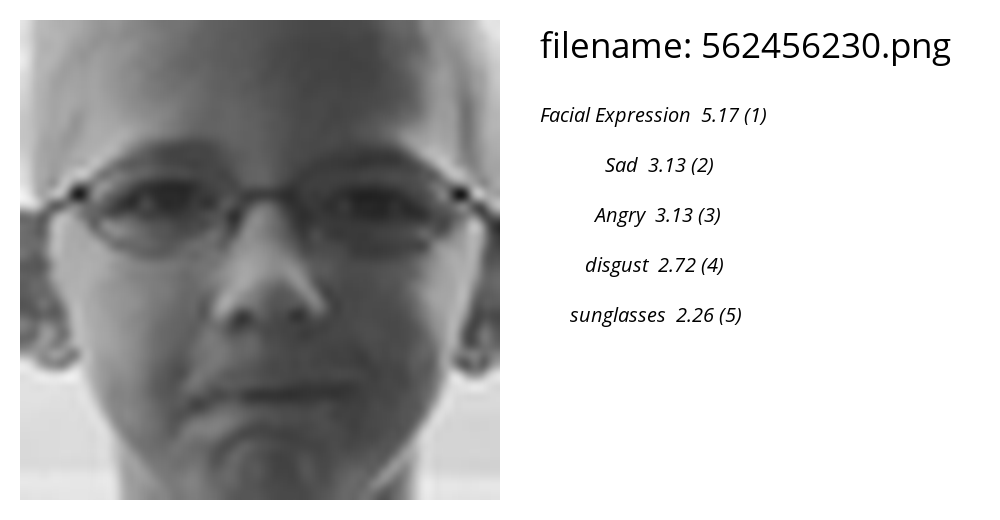 filename: 562456230.png
Facial Expression 5.17 (1)
Sad 3.13 (2)
Angry 3.13 (3)
disgust 2.72 (4)
sunglasses 2.26 (5)